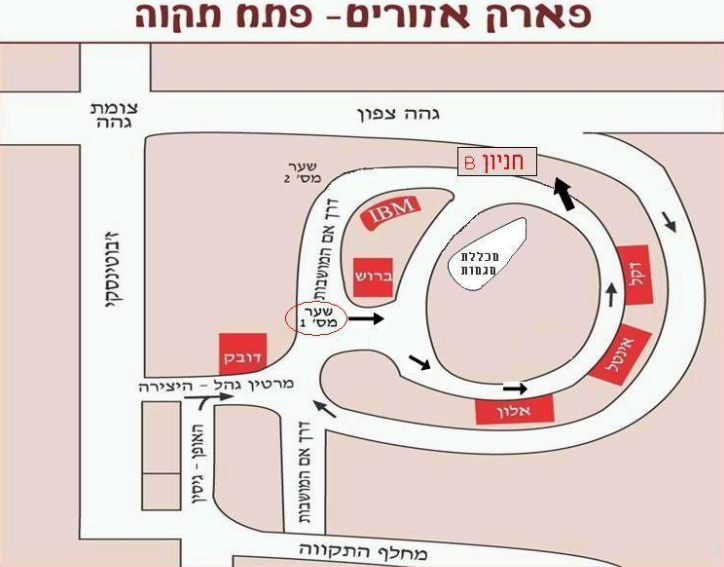 פארק אזורים- פתח תקוה
צומת
גהה
גהה צפון
חניון B
שער
מס' 2
IBM
דרך אם המושבות
מכללת
מגמות
ז'בוטינסקי
ברוש
דקל
שער
מס' 1
אינטל
דובק
מרטין גהל - היצירה
אלון
האופן - גיסין
דרך אם המושבות
מחלף התקווה